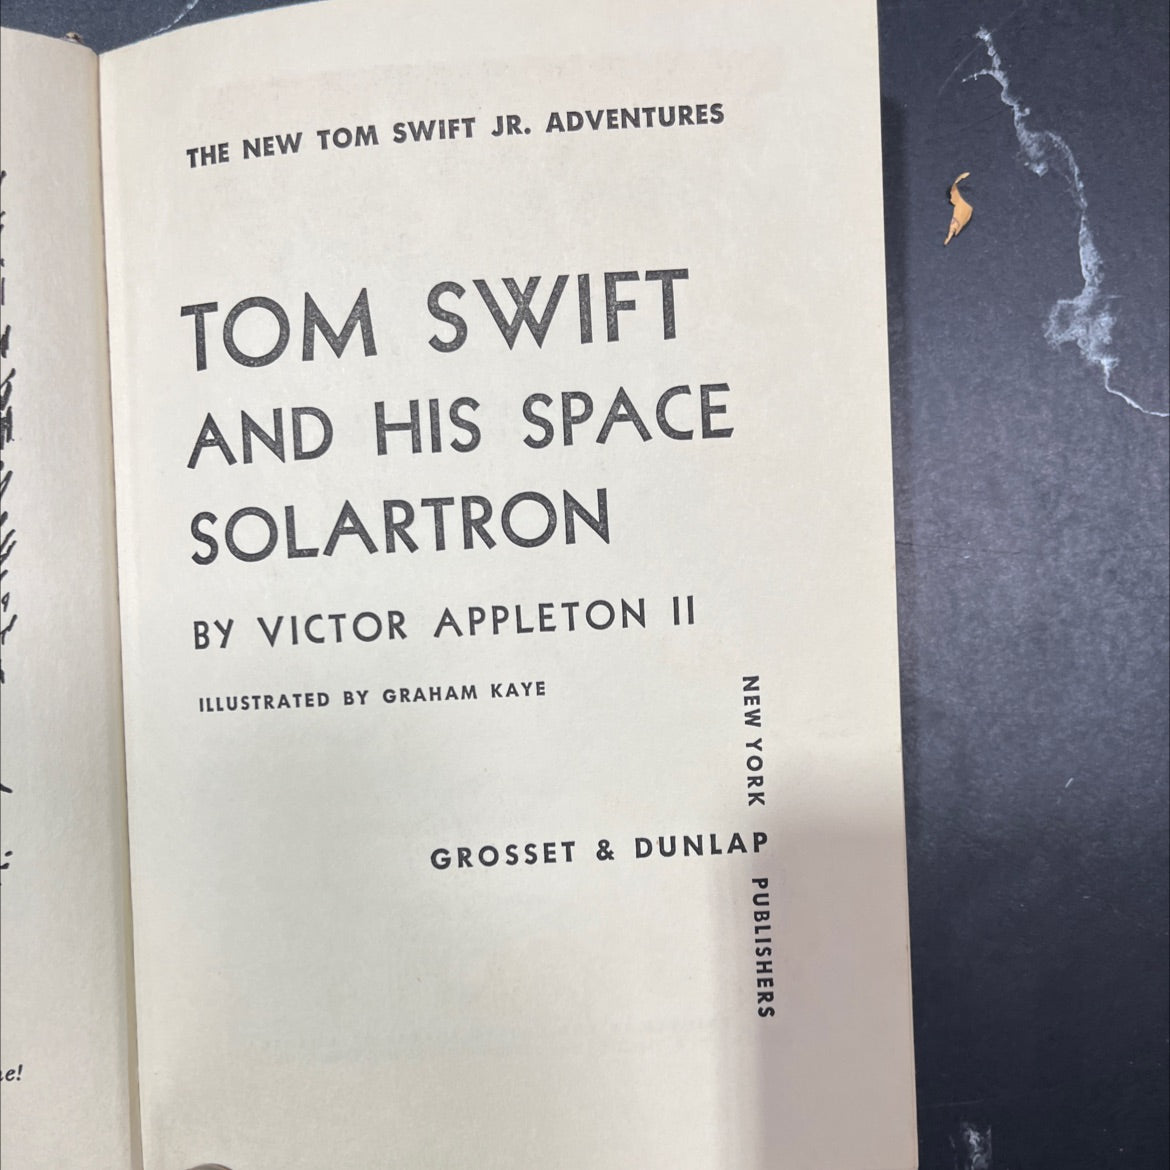 THE NEW TOM SWIFT JR. ADVENTURES
TOM SWIFT
AND HIS SPACE
SOLARTRON
BY VICTOR APPLETON II
ILLUSTRATED BY GRAHAM KAYE
NEW YORK
GROSSET & DUNLAP
PUBLISHERS